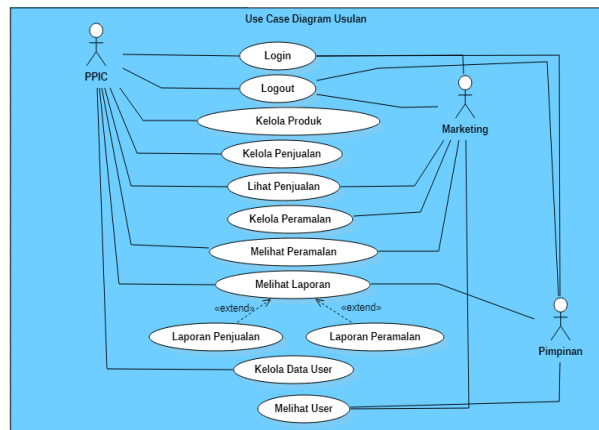 Use Case Diagram Usulan
Login
PPIC
Logout
Kelola Produk
Marketing
Kelola Penjualan
Lihat Penjualan
Kelola Peramalan
Melihat Peramalan
Melihat Laporan
«extend»
«extend»
Laporan Penjualan
Laporan Peramalan
Pimpinan
Kelola Data User
Melihat User